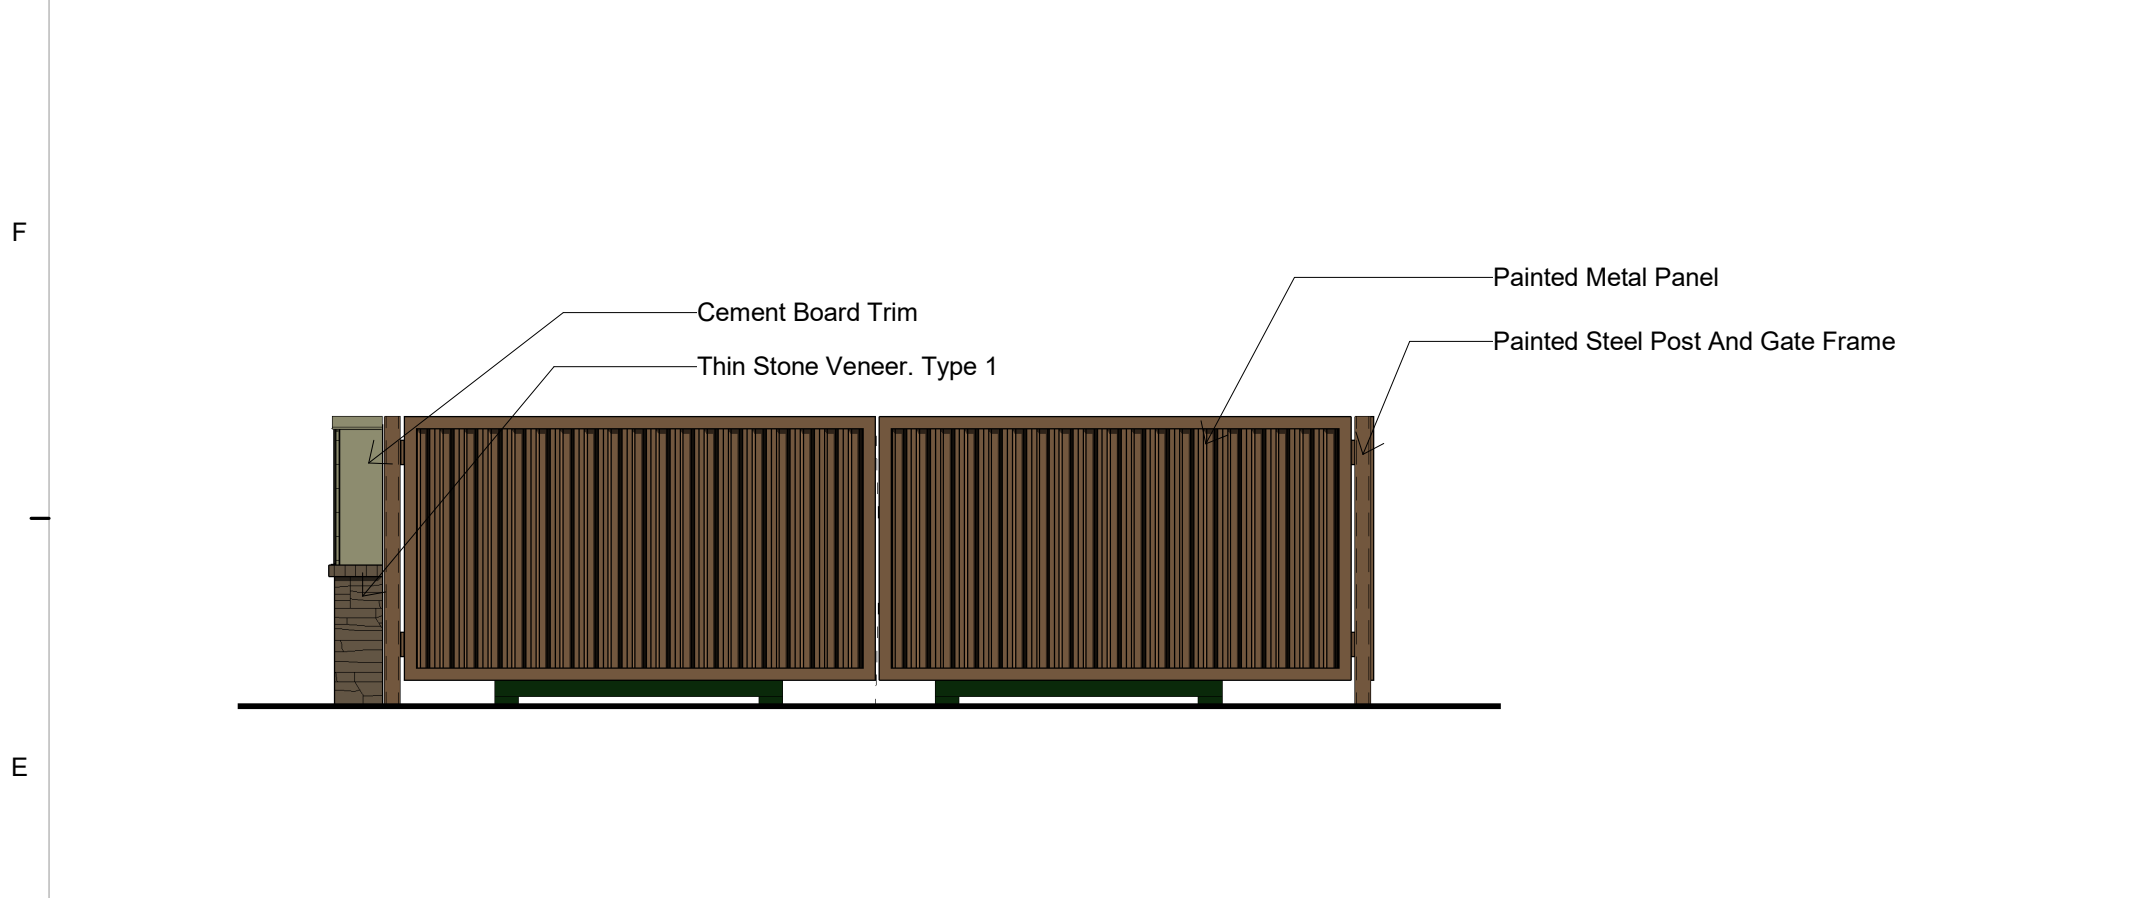 F
Painted Metal Panel
Cement Board Trim
Painted Steel Post And Gate Frame
Thin Stone Veneer. Type 1
E